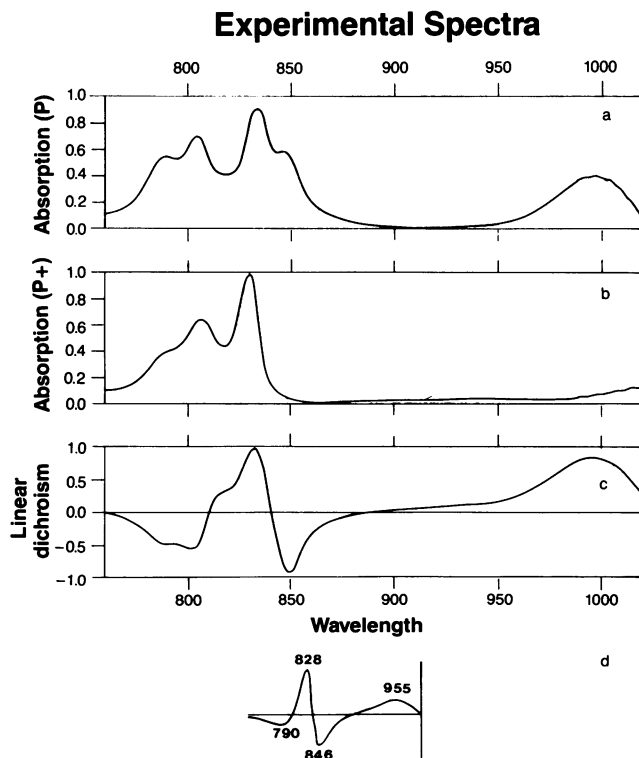 Experimental Spectra
800 850 900 950 1000
Absorption (P)
1.0
0.8
0.6
0.4
0.2
0.0
a
Absorption (P+)
1.0
0.8
0.6
0.4
0.2
0.0
b
Linear
dichroism
1.0
0.5
0.0
−0.5
−1.0
c
800 850 900 950 1000
Wavelength
d
828
955
790
846